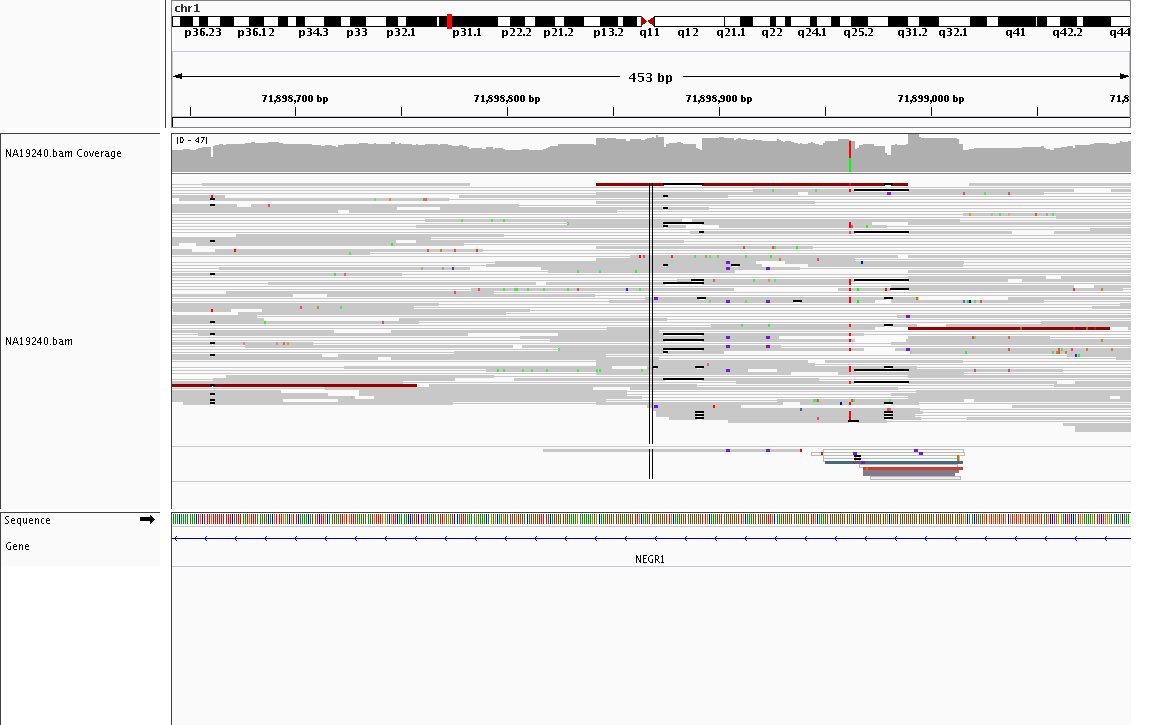 chr1
p36.23 p36.12 p34.3 p33 p32.1 p31.1 p22.2 p21.2 p13.2 q11 q12 q21.1 q22 q24.1 q25.2 q31.2 q32.1 q41 q42.2 q44
453 bp
71,898,700 bp 71,898,800 bp 71,898,900 bp 71,899,000 bp 71,8
NA19240.bam Coverage
[0 - 47]
NA19240.bam
Sequence
Gene
NEGR1